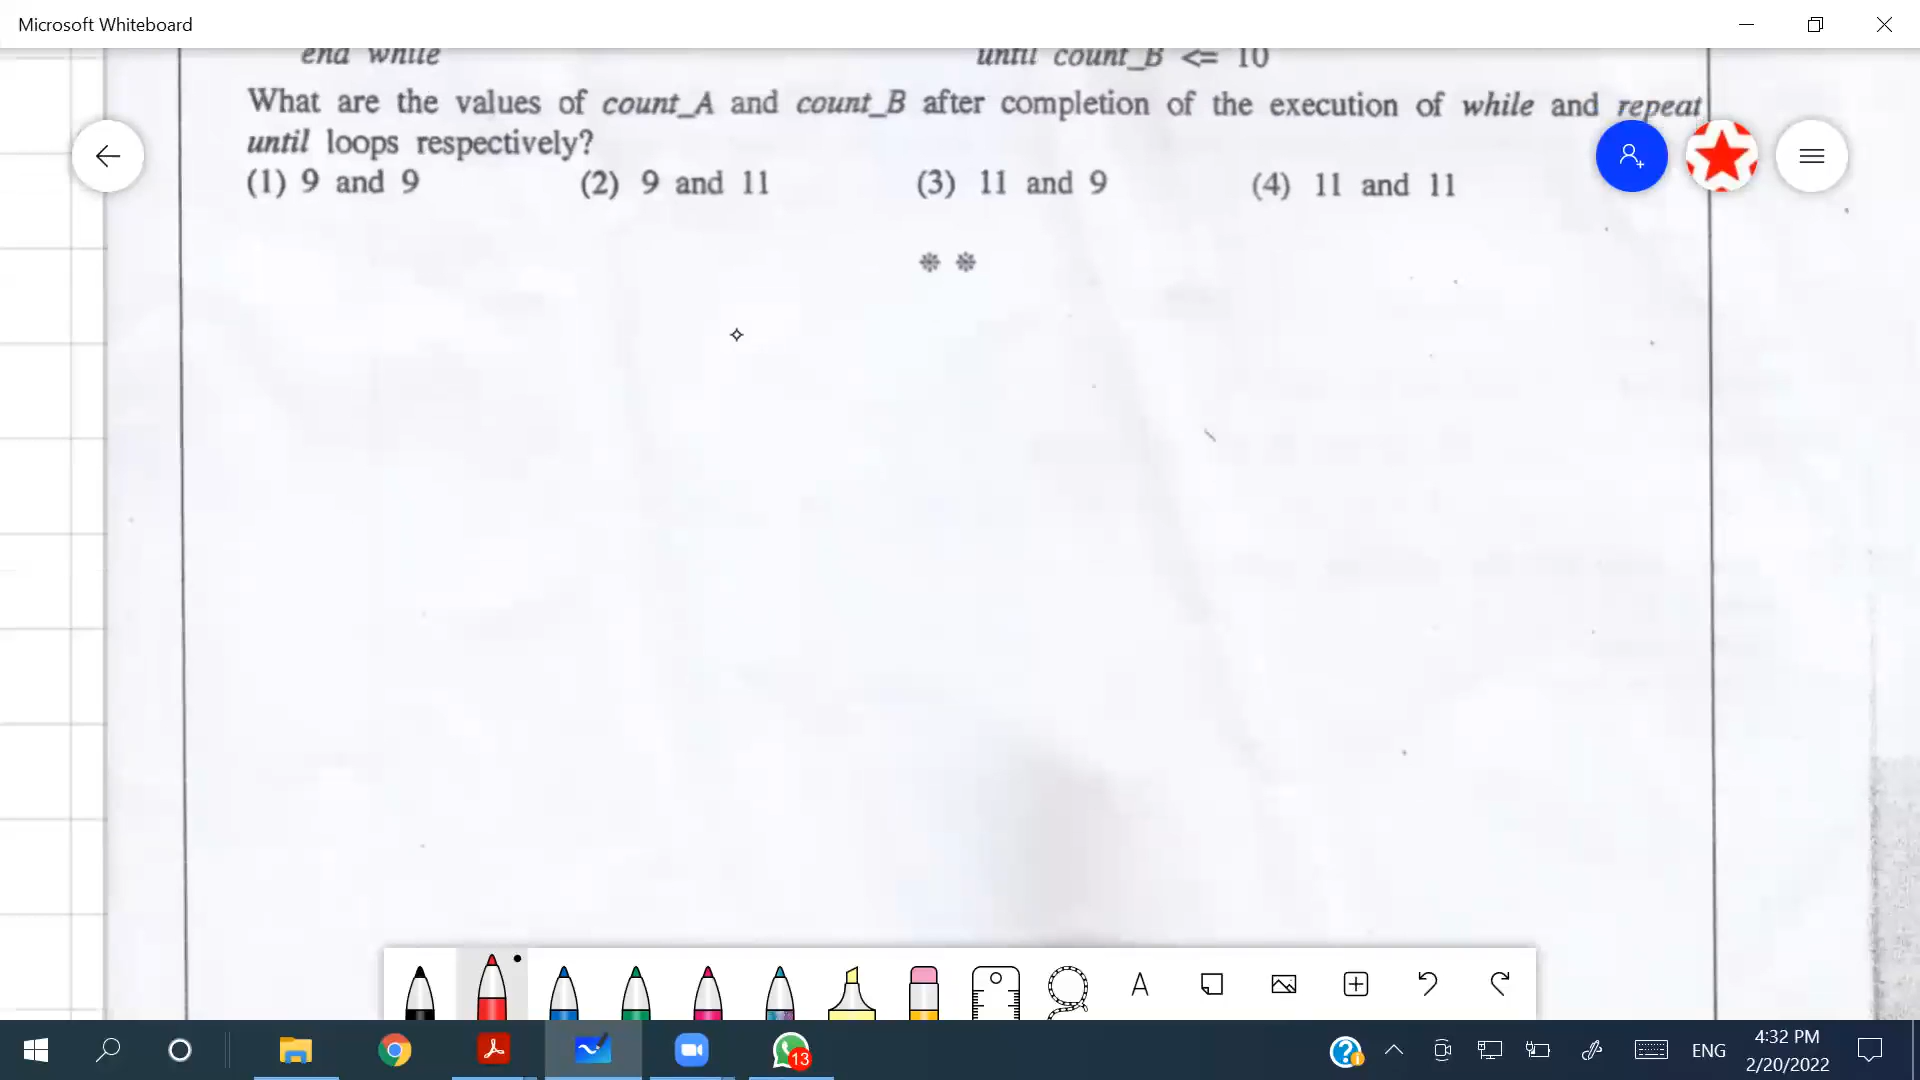 Microsoft Whiteboard
end while
until count_B <= 10
What are the values of count_A and count_B after completion of the execution of while and repeat
until loops respectively?
(1) 9 and 9 (2) 9 and 11 (3) 11 and 9 (4) 11 and 11
A
13
ENG
4:32 PM
2/20/2022